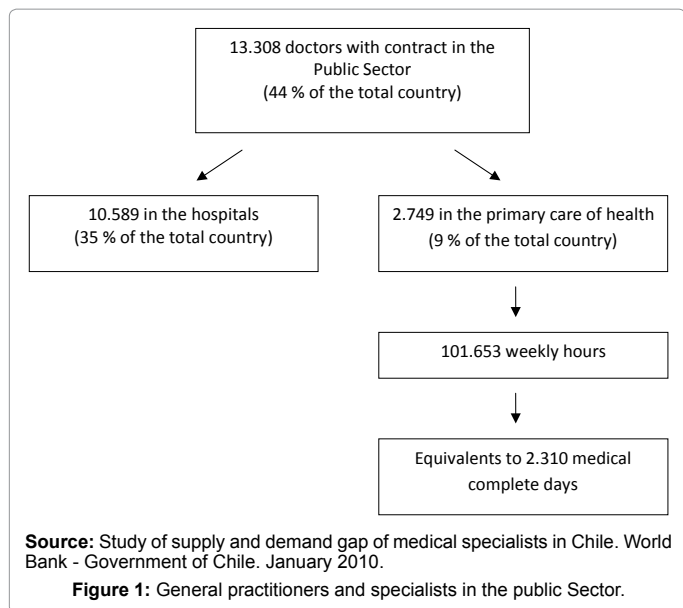 13.308 doctors with contract in the
Public Sector
(44 % of the total country)
10.589 in the hospitals
(35 % of the total country)
2.749 in the primary care of health
(9 % of the total country)
101.653 weekly hours
Equivalents to 2.310 medical
complete days
Source: Study of supply and demand gap of medical specialists in Chile. World
Bank - Government of Chile. January 2010.
Figure 1: General practitioners and specialists in the public Sector.